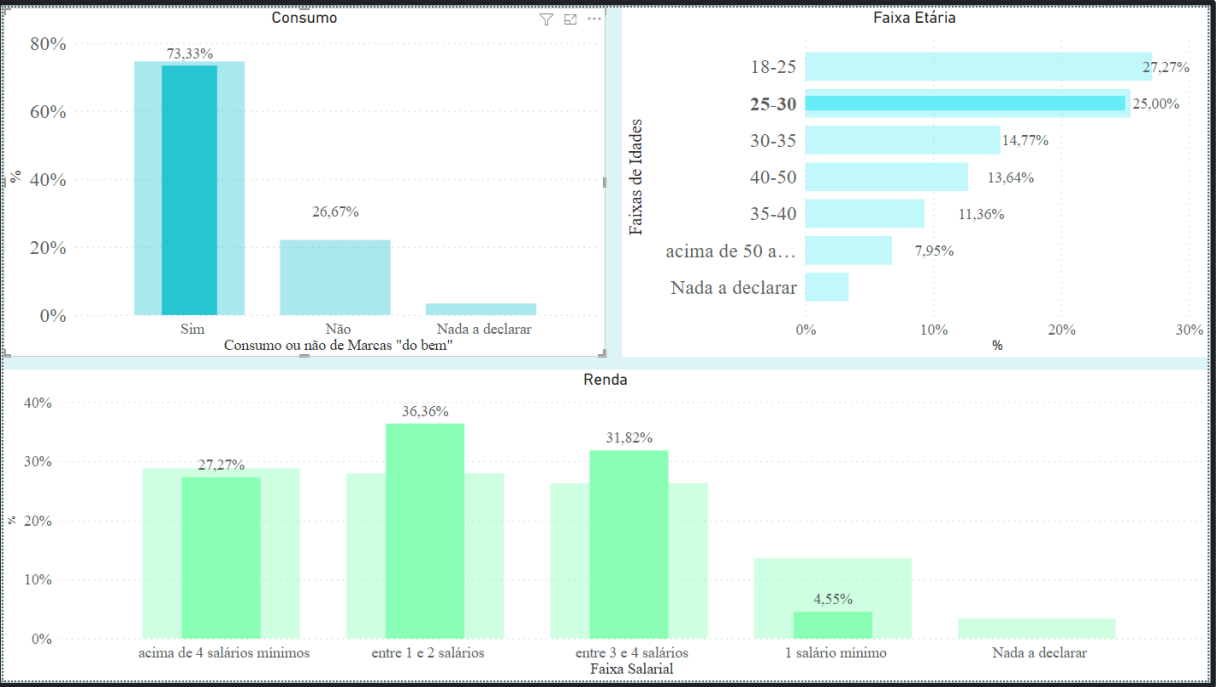 Consumo
80%
73,33%
60%
%
40%
26,67%
20%
0%
Sim
Não
Nada a declarar
Consumo ou não de Marcas "do bem"
Faixa Etária
Faixas de Idades
18-25
27,27%
25-30
25,00%
30-35
14,77%
40-50
13,64%
35-40
11,36%
acima de 50 a...
7,95%
Nada a declarar
0%
10%
20%
30%
%
Renda
40%
36,36%
31,82%
30%
27,27%
%
20%
10%
4,55%
0%
acima de 4 salários mínimos
entre 1 e 2 salários
entre 3 e 4 salários
1 salário mínimo
Nada a declarar
Faixa Salarial